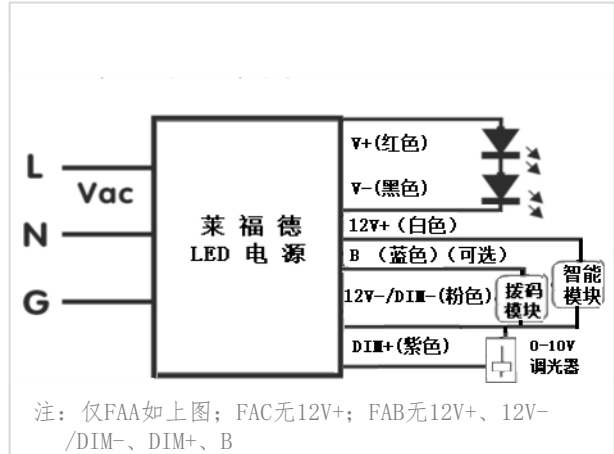 V+(红色)
L
Vac
V-(黑色)
莱福德
LED 电源
12V+(白色)
N
B (蓝色)(可选)
智能
模块
拨码
模块
12V-/DIM-(粉色)
G
DIM+(紫色)
0-10V
调光器
注: 仅FAA如上图; FAC无12V+; FAB无12V+、12V-
/DIM-、DIM+、B